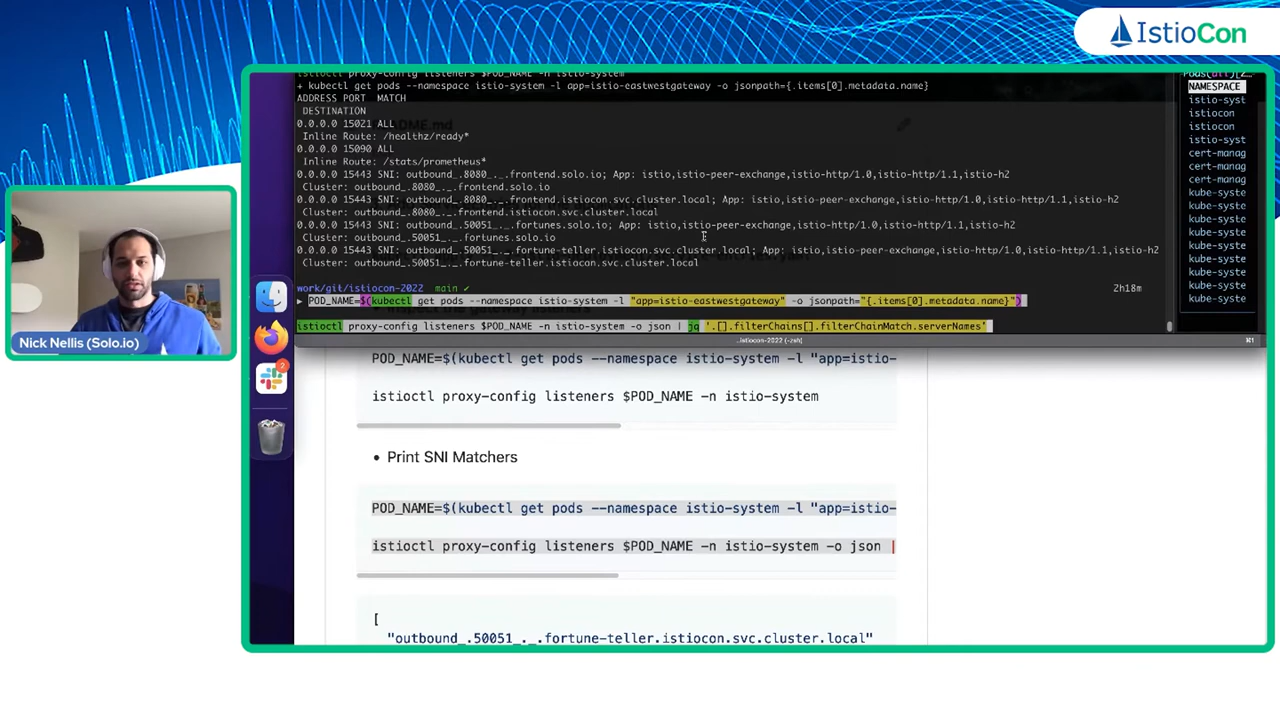 IstioCon
istioctl proxy-config listeners $POD_NAME -n istio-system
+ kubectl get pods --namespace istio-system -l app=istio-eastwestgateway -o jsonpath={.items[0].metadata.name}
ADDRESS PORT  MATCH
DESTINATION
0.0.0.0 15021 ALL
Inline Route: /healthz/ready*
0.0.0.0 15090 ALL
Inline Route: /stats/prometheus*
0.0.0.0 15443 SNI: outbound_.8080_._.frontend.solo.io; App: istio,istio-peer-exchange,istio-http/1.0,istio-http/1.1,istio-h2
Cluster: outbound_.8080_._.frontend.solo.io
0.0.0.0 15443 SNI: outbound_.8080_._.frontend.istiocon.svc.cluster.local; App: istio,istio-peer-exchange,istio-http/1.0,istio-http/1.1,istio-h2
Cluster: outbound_.8080_._.frontend.istiocon.svc.cluster.local
0.0.0.0 15443 SNI: outbound_.50051_._.fortunes.solo.io; App: istio,istio-peer-exchange,istio-http/1.0,istio-http/1.1,istio-h2
Cluster: outbound_.50051_._.fortunes.solo.io
0.0.0.0 15443 SNI: outbound_.50051_._.fortune-teller.istiocon.svc.cluster.local; App: istio,istio-peer-exchange,istio-http/1.0,istio-http/1.1,istio-h2
Cluster: outbound_.50051_._.fortune-teller.istiocon.svc.cluster.local
work/git/istiocon-2022  main ✔
2h18m
▶ POD_NAME=$(kubectl get pods --namespace istio-system -l "app=istio-eastwestgateway" -o jsonpath="{.items[0].metadata.name}")
istioctl proxy-config listeners $POD_NAME -n istio-system -o json | jq '.[].filterChains[].filterChainMatch.serverNames'
..istiocon-2022 (-zsh)
⌘1
Pods(all)[2…
NAMESPACE
istio-syst
istiocon
istiocon
istio-syst
cert-manag
cert-manag
cert-manag
kube-syste
kube-syste
kube-syste
kube-syste
kube-syste
kube-syste
kube-syste
kube-syste
kube-syste
README.md
Nick Nellis (Solo.io)
2
POD_NAME=$(kubectl get pods --namespace istio-system -l "app=istio-
istioctl proxy-config listeners $POD_NAME -n istio-system
• Print SNI Matchers
POD_NAME=$(kubectl get pods --namespace istio-system -l "app=istio-
istioctl proxy-config listeners $POD_NAME -n istio-system -o json |
[
"outbound_.50051_._.fortune-teller.istiocon.svc.cluster.local"